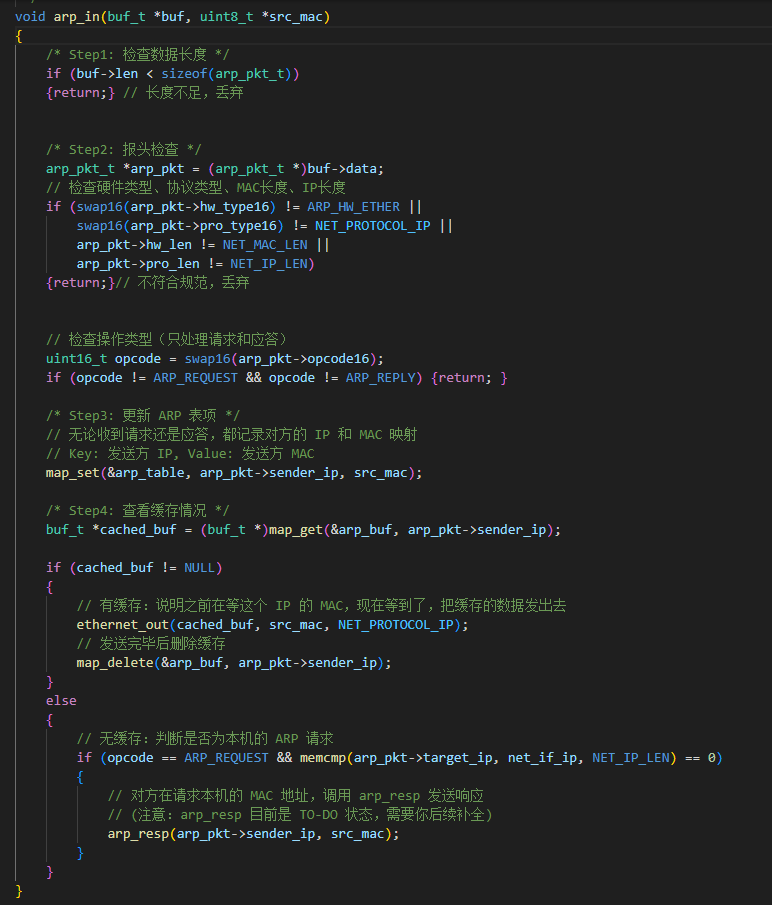 void arp_in(buf_t *buf, uint8_t *src_mac)
{
/* Step1: 检查数据长度 */
if (buf->len < sizeof(arp_pkt_t))
{return;} // 长度不足，丢弃
/* Step2: 报头检查 */
arp_pkt_t *arp_pkt = (arp_pkt_t *)buf->data;
// 检查硬件类型、协议类型、MAC长度、IP长度
if (swap16(arp_pkt->hw_type16) != ARP_HW_ETHER ||
swap16(arp_pkt->pro_type16) != NET_PROTOCOL_IP ||
arp_pkt->hw_len != NET_MAC_LEN ||
arp_pkt->pro_len != NET_IP_LEN)
{return;}// 不符合规范，丢弃
// 检查操作类型（只处理请求和应答）
uint16_t opcode = swap16(arp_pkt->opcode16);
if (opcode != ARP_REQUEST && opcode != ARP_REPLY) {return; }
/* Step3: 更新 ARP 表项 */
// 无论收到请求还是应答，都记录对方的 IP 和 MAC 映射
// Key: 发送方 IP, Value: 发送方 MAC
map_set(&arp_table, arp_pkt->sender_ip, src_mac);
/* Step4: 查看缓存情况 */
buf_t *cached_buf = (buf_t *)map_get(&arp_buf, arp_pkt->sender_ip);
if (cached_buf != NULL)
{
// 有缓存：说明之前在等这个 IP 的 MAC，现在等到了，把缓存的数据发出去
ethernet_out(cached_buf, src_mac, NET_PROTOCOL_IP);
// 发送完毕后删除缓存
map_delete(&arp_buf, arp_pkt->sender_ip);
}
else
{
// 无缓存：判断是否为本机的 ARP 请求
if (opcode == ARP_REQUEST && memcmp(arp_pkt->target_ip, net_if_ip, NET_IP_LEN) == 0)
{
// 对方在请求本机的 MAC 地址，调用 arp_resp 发送响应
// (注意：arp_resp 目前是 TO-DO 状态，需要你后续补全)
arp_resp(arp_pkt->sender_ip, src_mac);
}
}
}